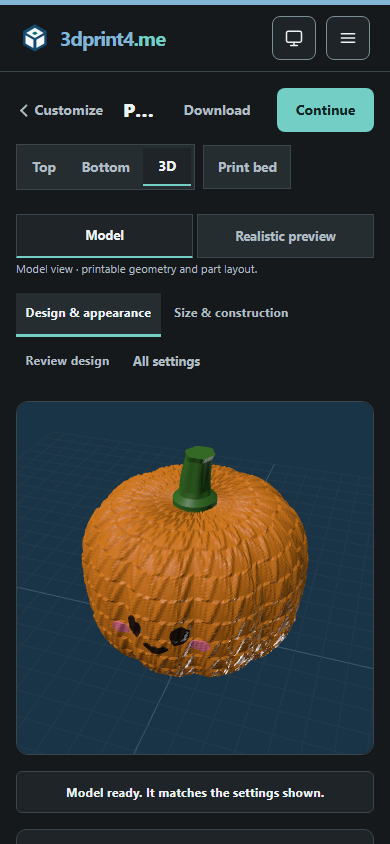 3dprint4.me
Customize P... Download Continue
Top Bottom 3D Print bed
Model Realistic preview
Model view · printable geometry and part layout.
Design & appearance Size & construction
Review design All settings
Model ready. It matches the settings shown.